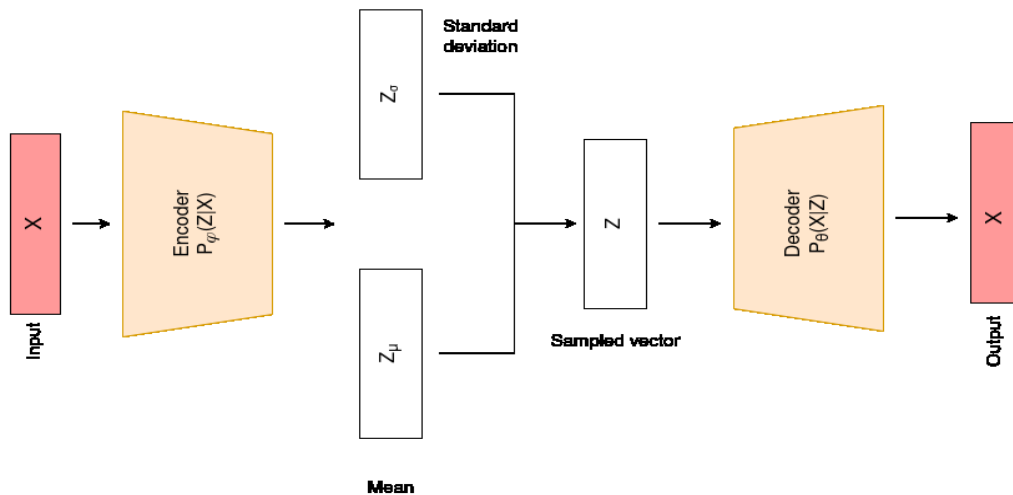 Input
X
Encoder
Pφ(Z|X)
Standard
deviation
Zσ
Zμ
Mean
Z
Sampled vector
Decoder
Pθ(X|Z)
X
Output